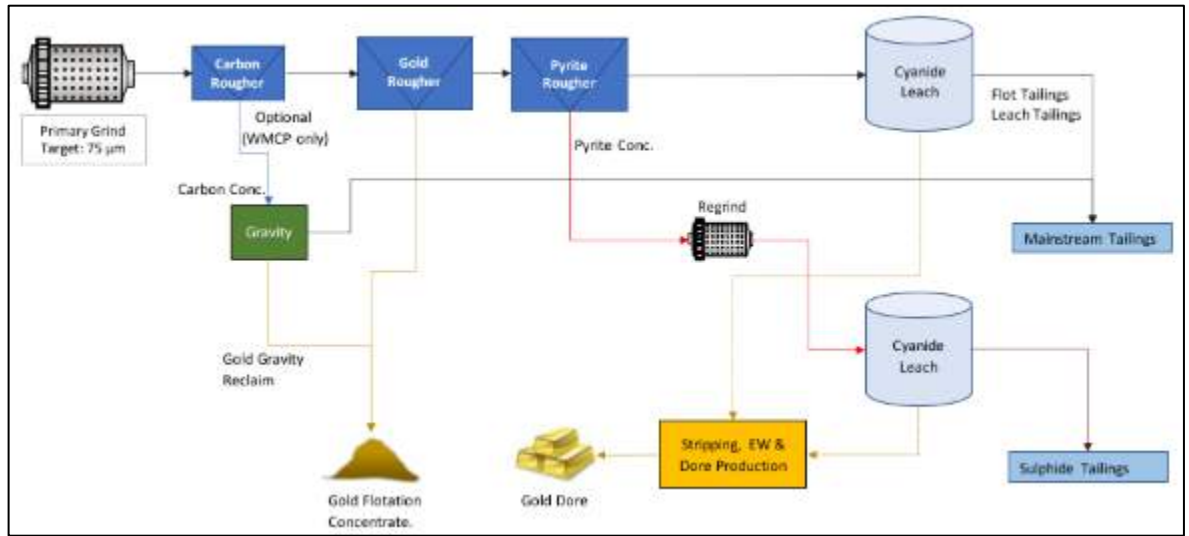 Carbon
Rougher
Gold
Rougher
Pyrite
Rougher
Cyanide
Leach
Flot Tailings
Leach Tailings
Primary Grind
Target: 75 µm
Optional
(WMCP only)
Pyrite Conc.
Carbon Conc.
Gravity
Regrind
Mainstream Tailings
Cyanide
Leach
Gold Gravity
Reclaim
Stripping, EW &
Dore Production
Sulphide Tailings
Gold Flotation
Concentrate.
Gold Dore